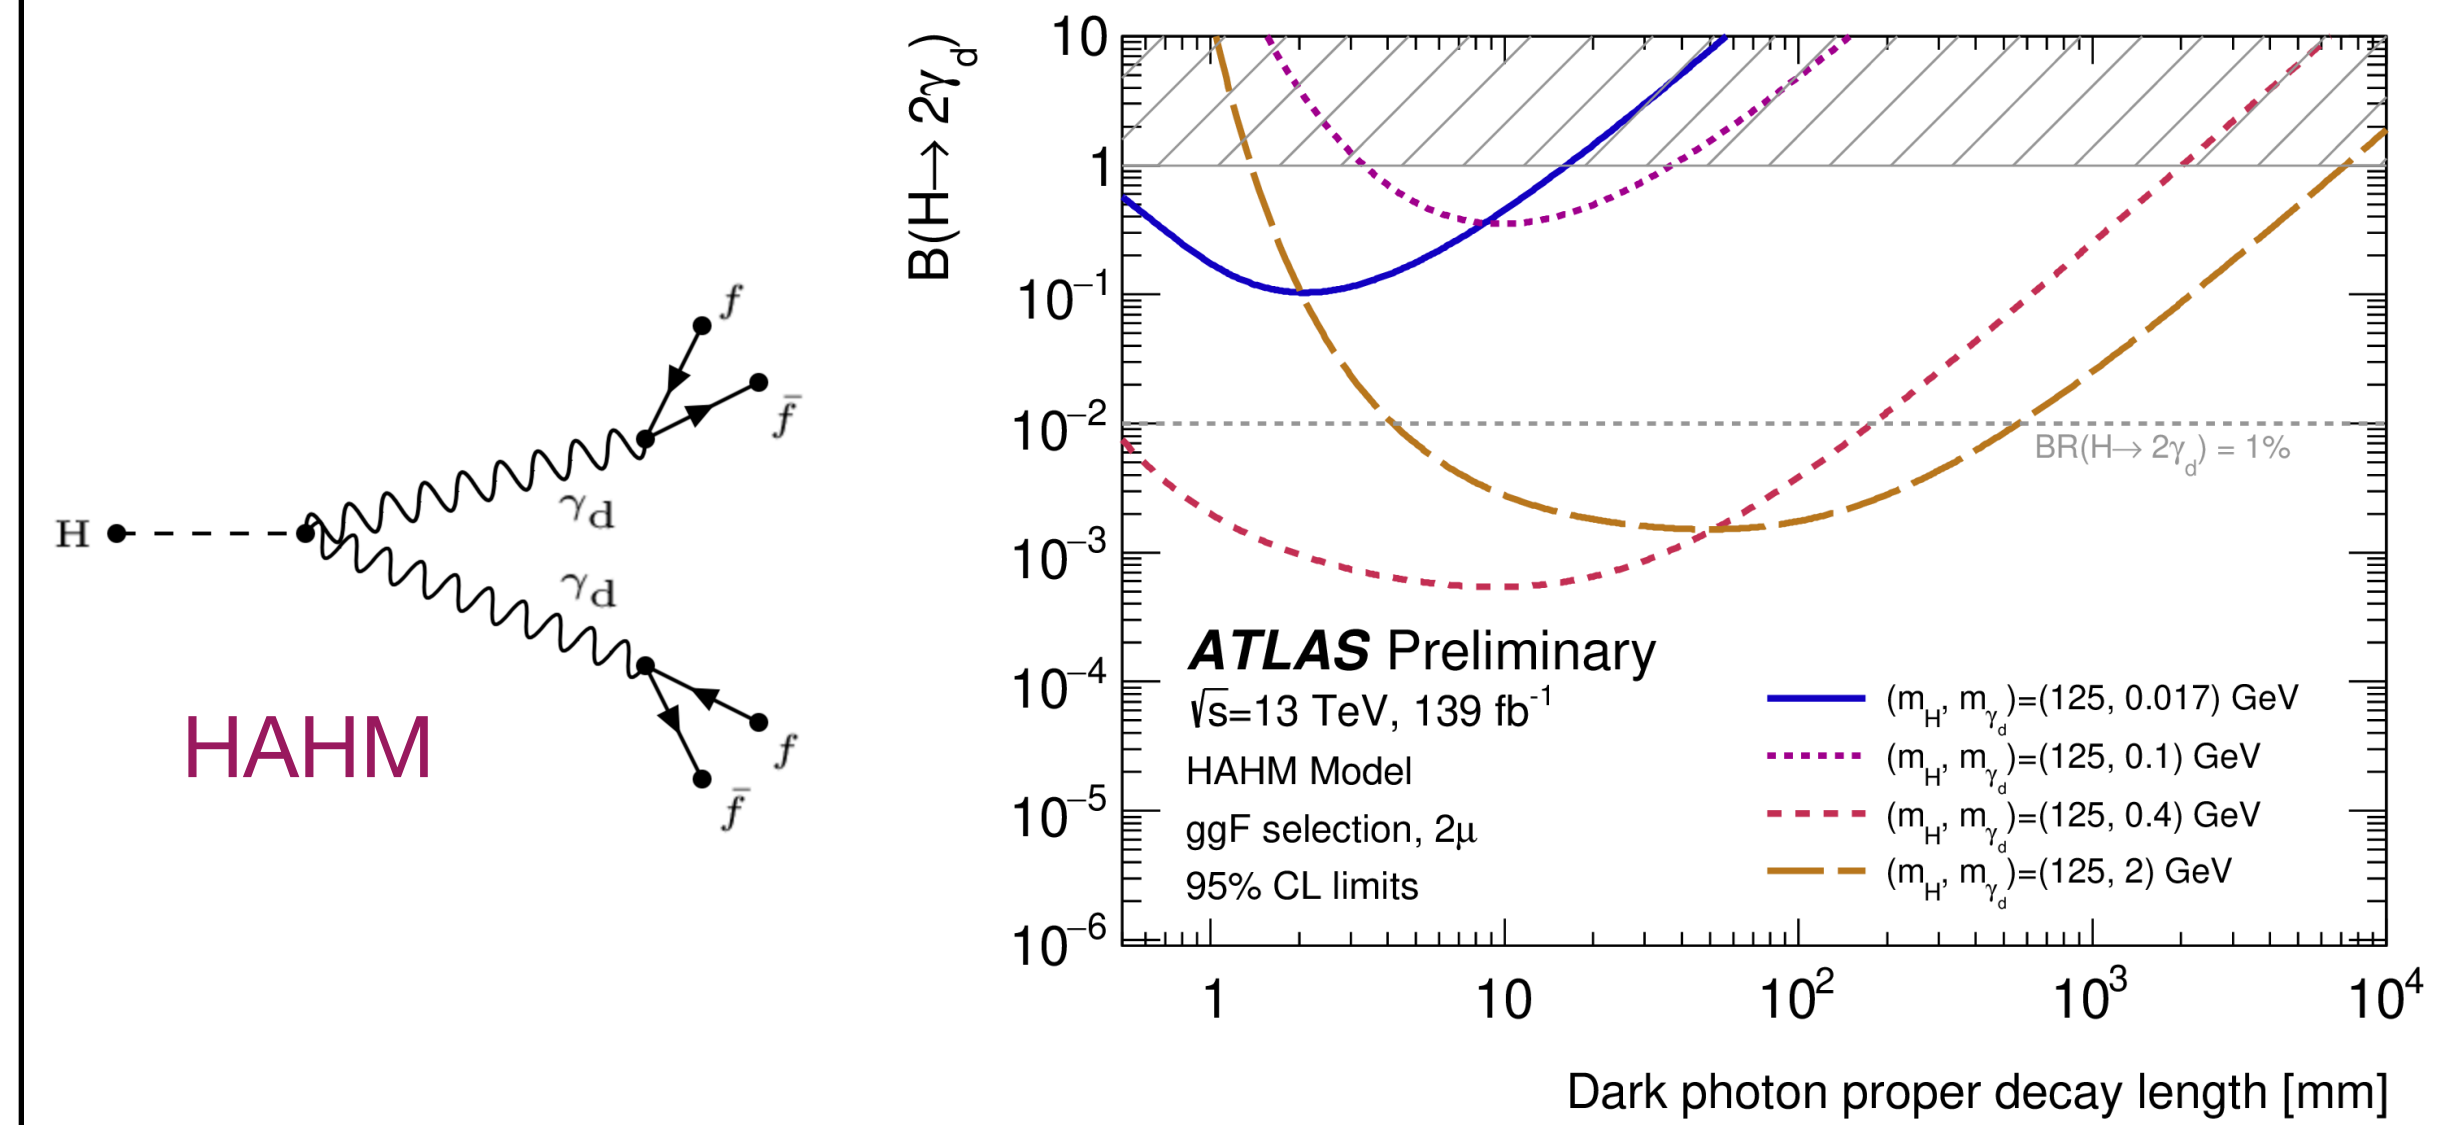 H
γd
γd
f
f̄
f
f̄
HAHM
B(H→ 2γd)
10
1
10⁻¹
10⁻²
10⁻³
10⁻⁴
10⁻⁵
10⁻⁶
BR(H→ 2γd) = 1%
ATLAS Preliminary
√s=13 TeV, 139 fb⁻¹
HAHM Model
ggF selection, 2μ
95% CL limits
(mH, mγd)=(125, 0.017) GeV
(mH, mγd)=(125, 0.1) GeV
(mH, mγd)=(125, 0.4) GeV
(mH, mγd)=(125, 2) GeV
1 10 10² 10³ 10⁴
Dark photon proper decay length [mm]